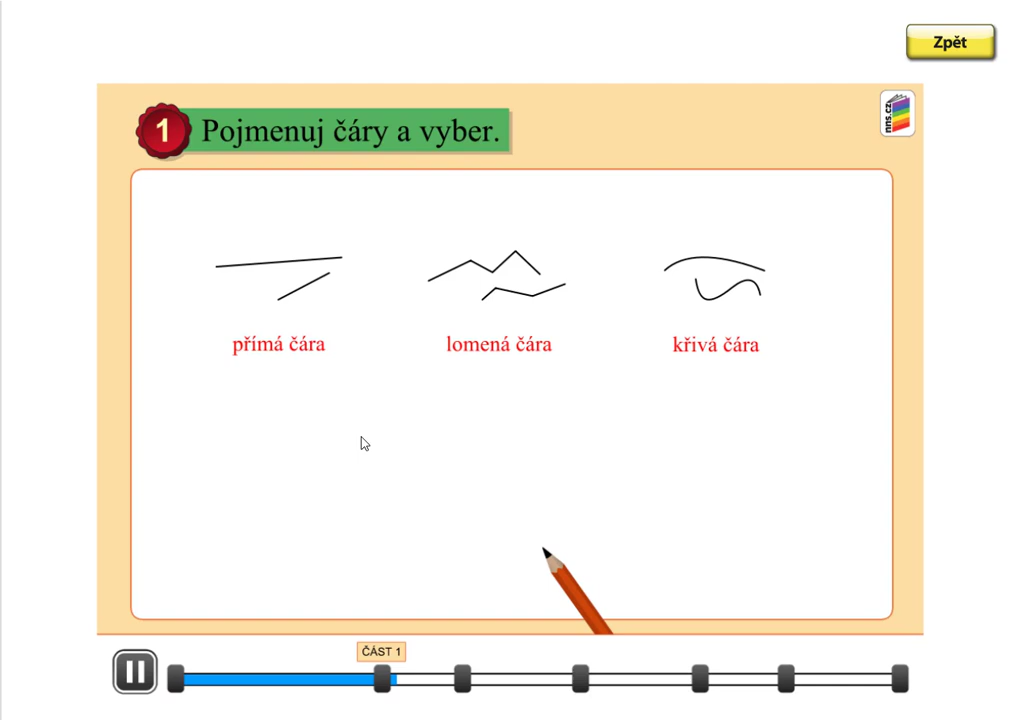 Zpět
1 Pojmenuj čáry a vyber.
nns.cz
přímá čára
lomená čára
křivá čára
ČÁST 1